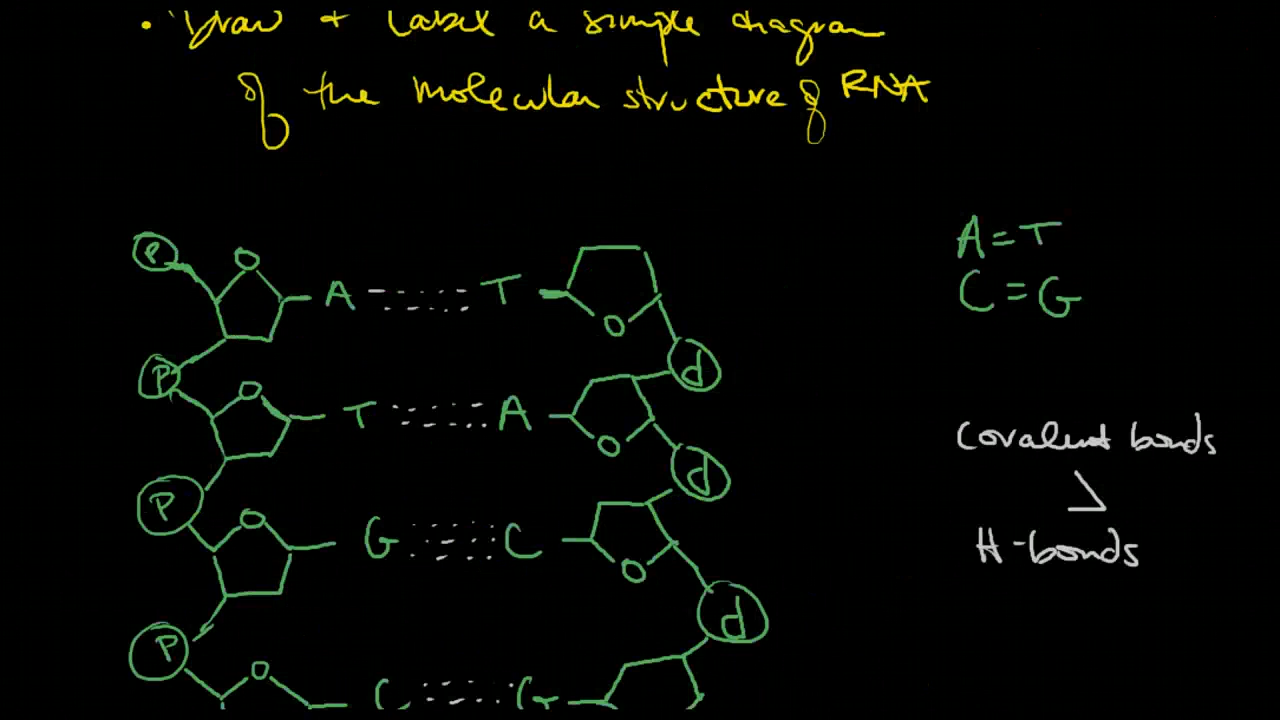 • Draw + Label a simple diagram
of the molecular structure of RNA
A=T
C=G
P
A T
P
d
T A
covalent bonds
>
P
d
G C
H-bonds
d
P
C G